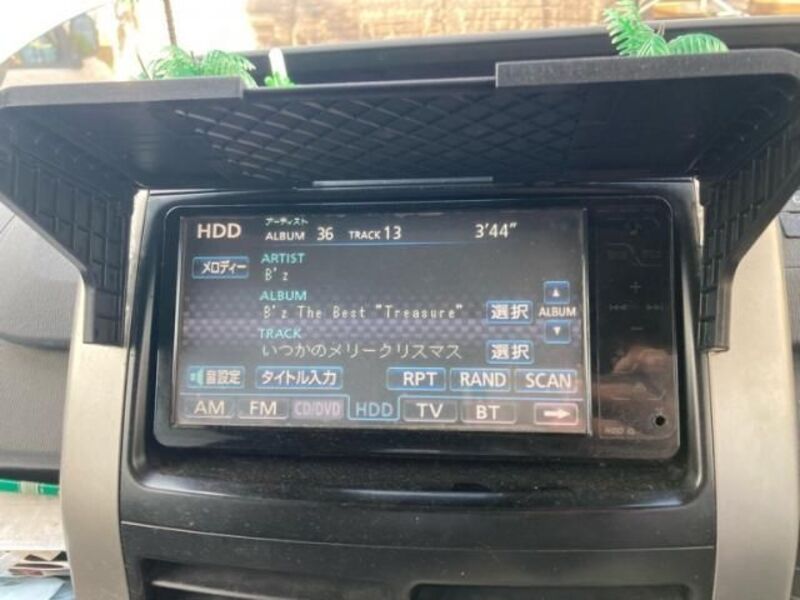 アーティスト
HDD ALBUM 36 TRACK 13 3'44"
メロディー
ARTIST
B'z
ALBUM
B'z The Best "Treasure" 選択 ALBUM
TRACK
いつかのメリークリスマス 選択
音設定 タイトル入力 RPT RAND SCAN
AM FM CD/DVD HDD TV BT